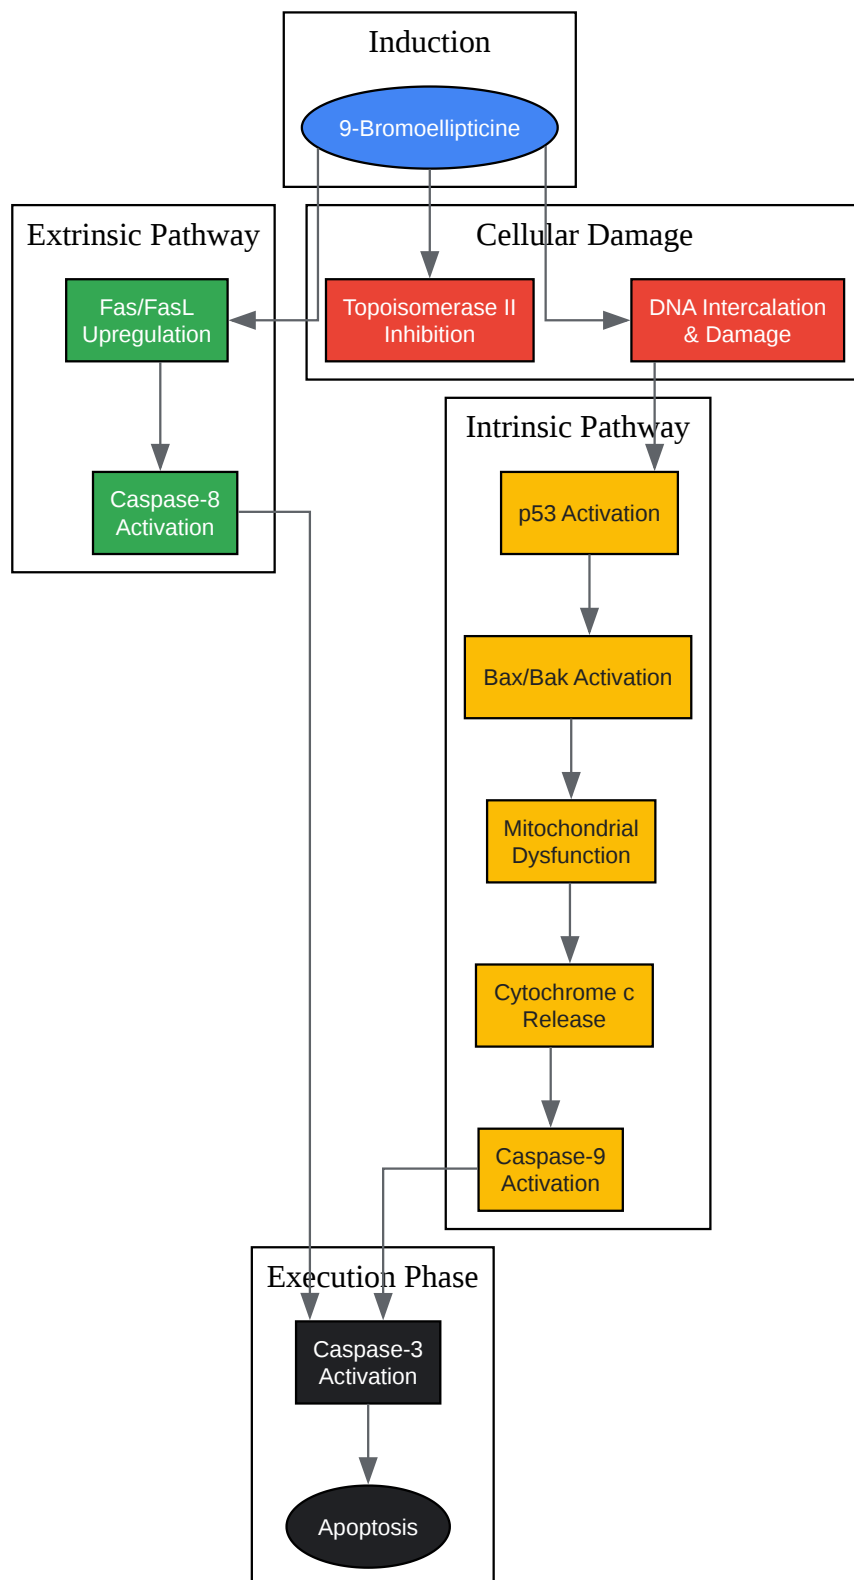 Induction
9-Bromoellipticine
Extrinsic Pathway
Cellular Damage
Fas/FasL
Upregulation
Topoisomerase II
Inhibition
DNA Intercalation
& Damage
Intrinsic Pathway
Caspase-8
Activation
p53 Activation
Bax/Bak Activation
Mitochondrial
Dysfunction
Cytochrome c
Release
Caspase-9
Activation
Execution Phase
Caspase-3
Activation
Apoptosis